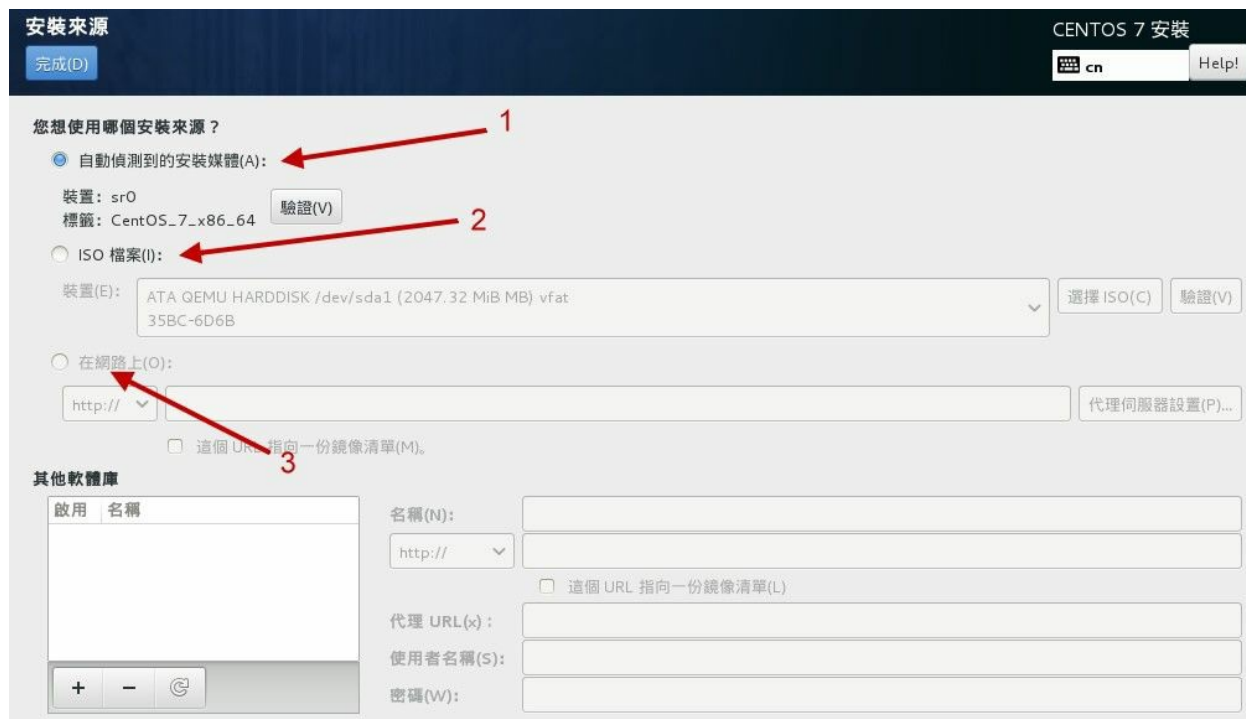 安裝來源
CENTOS 7 安裝
完成(D)
cn
Help!
您想使用哪個安裝來源？
1
自動偵測到的安裝媒體(A):
裝置: sr0
標籤: CentOS_7_x86_64
驗證(V)
2
ISO 檔案(I):
裝置(E):
ATA QEMU HARDDISK /dev/sda1 (2047.32 MiB MB) vfat
35BC-6D6B
選擇 ISO(C)
驗證(V)
在網路上(O):
http://
代理伺服器設置(P)...
這個 URL 指向一份鏡像清單(M)。
3
其他軟體庫
啟用 名稱
名稱(N):
http://
這個 URL 指向一份鏡像清單(L)
代理 URL(x)：
使用者名稱(S):
密碼(W):
+ −